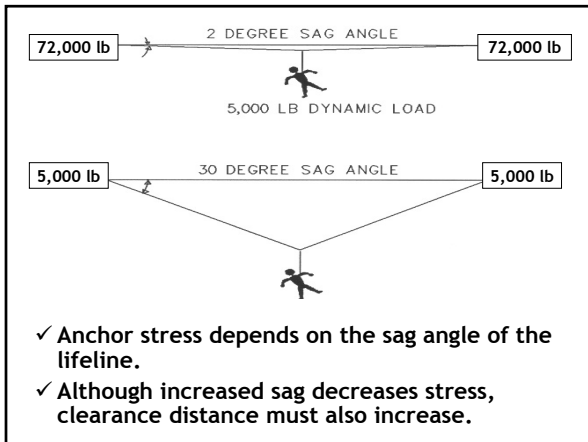 2 DEGREE SAG ANGLE
72,000 lb
72,000 lb
5,000 LB DYNAMIC LOAD
30 DEGREE SAG ANGLE
5,000 lb
5,000 lb
✓ Anchor stress depends on the sag angle of the
lifeline.
✓ Although increased sag decreases stress,
clearance distance must also increase.